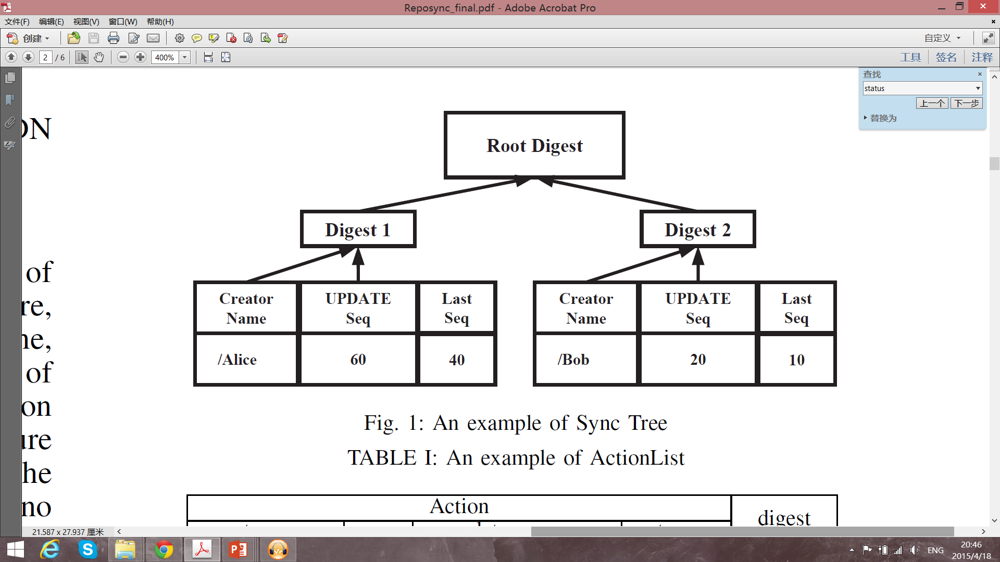 Reposync_final.pdf - Adobe Acrobat Pro
文件(F) 编辑(E) 视图(V) 窗口(W) 帮助(H)
创建
自定义
2 / 6
400%
工具 签名 注释
查找
status
上一个 下一步
替换为
ON
of
re,
ne,
of
on
ure
he
no
Root Digest
Digest 1
Digest 2
Creator Name
UPDATE Seq
Last Seq
/Alice
60
40
Creator Name
UPDATE Seq
Last Seq
/Bob
20
10
Fig. 1: An example of Sync Tree
TABLE I: An example of ActionList
Action
digest
21.587 x 27.937 厘米
ENG
20:46
2015/4/18